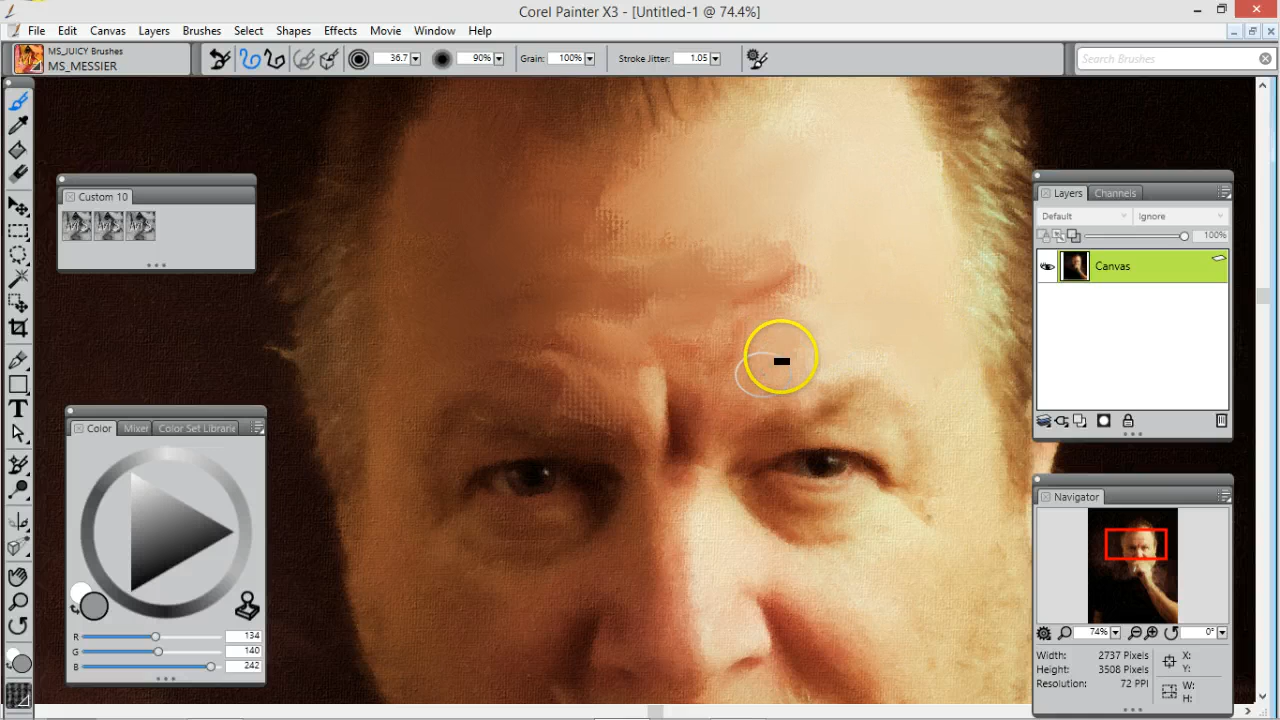 Corel Painter X3 - [Untitled-1 @ 74.4%]
File Edit Canvas Layers Brushes Select Shapes Effects Movie Window Help
MS_JUICY Brushes
MS_MESSIER
36.7 90% Grain: 100% Stroke Jitter: 1.05
Search Brushes
Custom 10
Layers Channels
Default Ignore
100%
Canvas
Color Mixer Color Set Librarie
R 134
G 140
B 242
T
Navigator
74% 0°
Width: 2737 Pixels X:
Height: 3508 Pixels Y:
Resolution: 72 PPI W:
H: